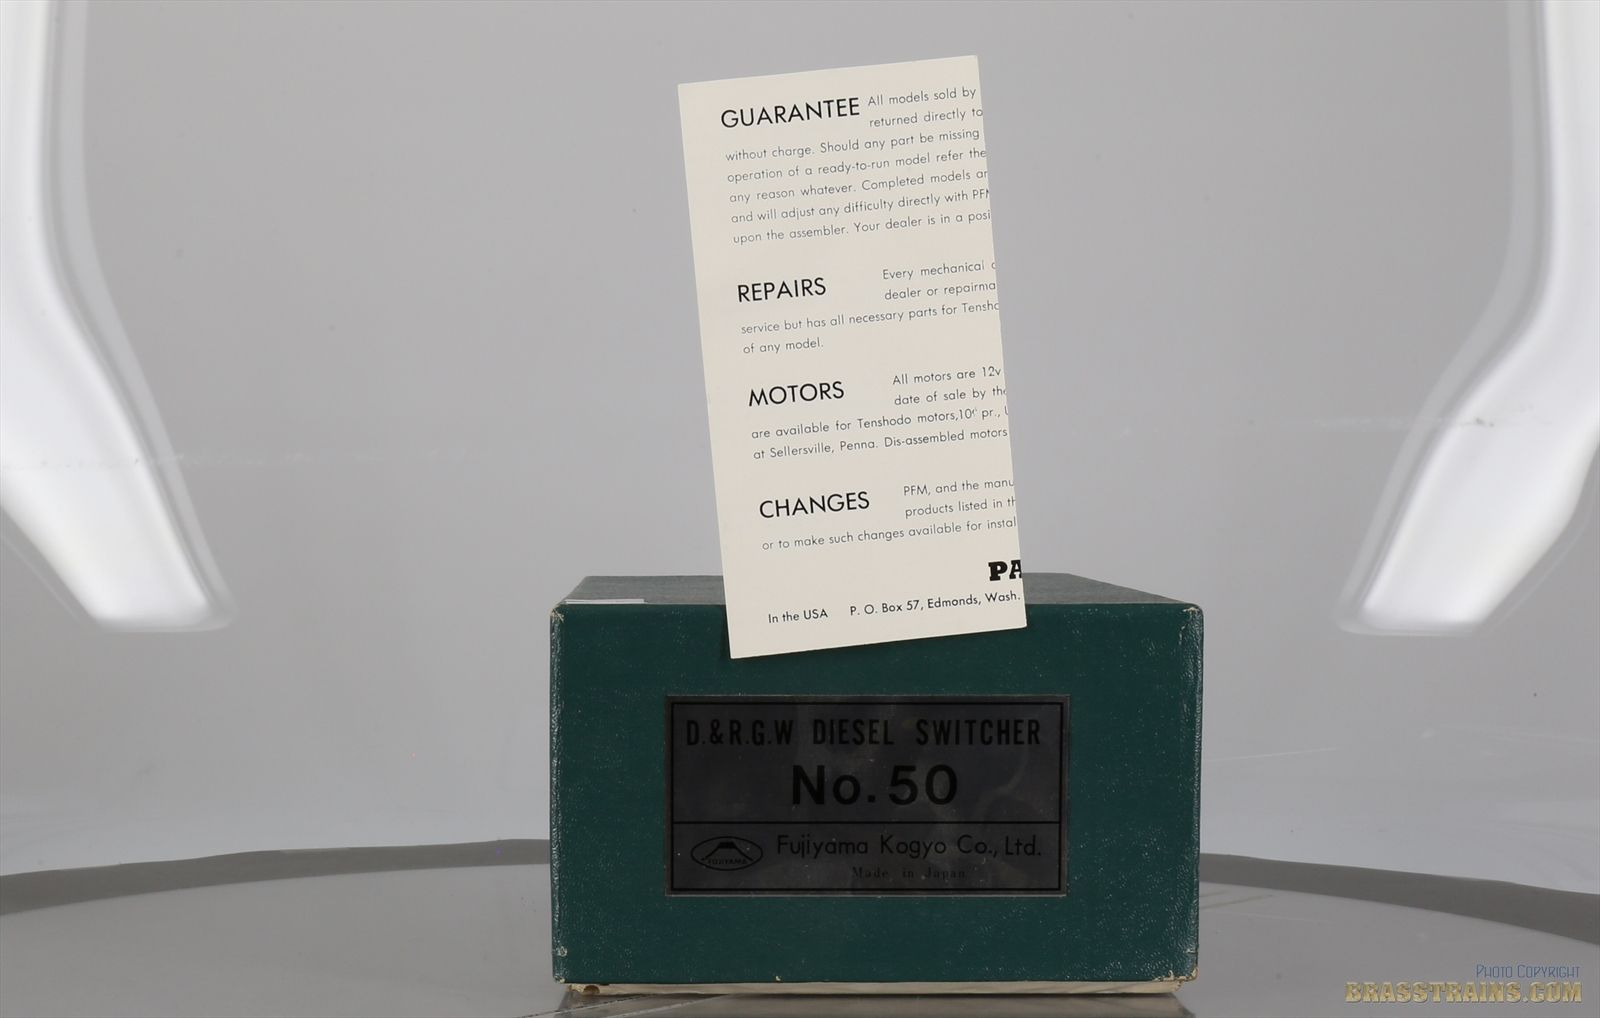 GUARANTEE All models sold by
returned directly to
without charge. Should any part be missing
operation of a ready-to-run model refer the
any reason whatever. Completed models ar
and will adjust any difficulty directly with PFM
upon the assembler. Your dealer is in a posi
REPAIRS Every mechanical
dealer or repairma
service but has all necessary parts for Tensho
of any model.
MOTORS All motors are 12v
date of sale by the
are available for Tenshodo motors, 10¢ pr.,
at Sellersville, Penna. Dis-assembled motors
CHANGES PFM, and the manu
products listed in th
or to make such changes available for instal
PA
In the USA P. O. Box 57, Edmonds, Wash.
D.&R.G.W DIESEL SWITCHER
No. 50
FUJIYAMA Fujiyama Kogyo Co., Ltd.
Made in Japan
PHOTO COPYRIGHT
BRASSTRAINS.COM